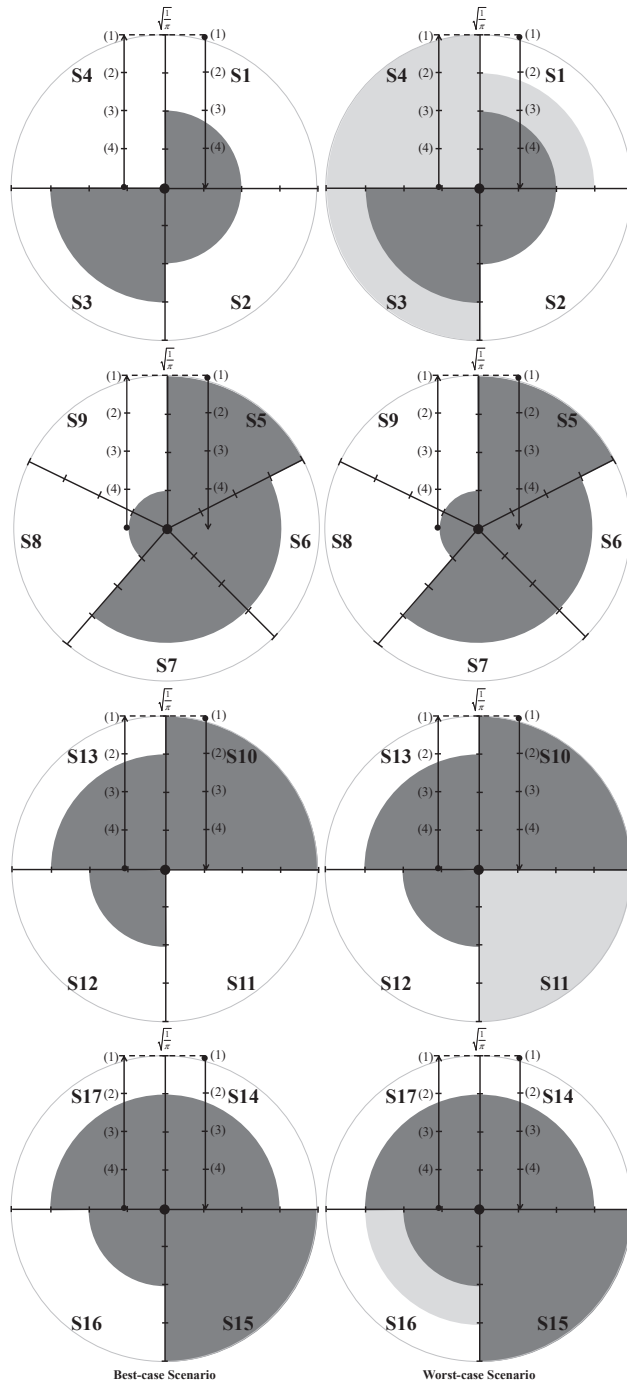 √1/π √1/π
(1) (1) (1) (1)
S4 S1 S4 S1
(2) (2) (2) (2)
(3) (3) (3) (3)
(4) (4) (4) (4)
S3 S2 S3 S2
√1/π √1/π
(1) (1) (1) (1)
S9 S5 S9 S5
(2) (2) (2) (2)
(3) (3) (3) (3)
(4) (4) (4) (4)
S8 S6 S8 S6
S7 S7
√1/π √1/π
(1) (1) (1) (1)
S13 (2) (2) S10 S13 (2) (2) S10
(3) (3) (3) (3)
(4) (4) (4) (4)
S12 S11 S12 S11
√1/π √1/π
(1) (1) (1) (1)
S17 (2) (2) S14 S17 (2) (2) S14
(3) (3) (3) (3)
(4) (4) (4) (4)
S16 S15 S16 S15
Best-case Scenario Worst-case Scenario